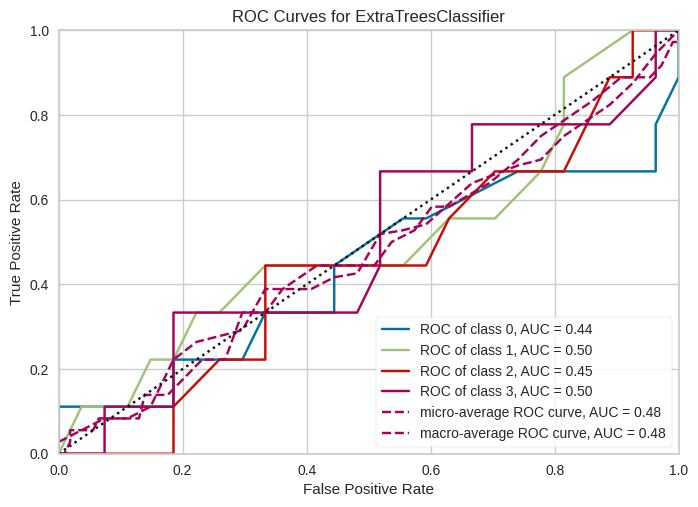 ROC Curves for ExtraTreesClassifier
1.0
0.8
0.6
0.4
0.2
0.0
True Positive Rate
ROC of class 0, AUC = 0.44
ROC of class 1, AUC = 0.50
ROC of class 2, AUC = 0.45
ROC of class 3, AUC = 0.50
micro-average ROC curve, AUC = 0.48
macro-average ROC curve, AUC = 0.48
0.0 0.2 0.4 0.6 0.8 1.0
False Positive Rate